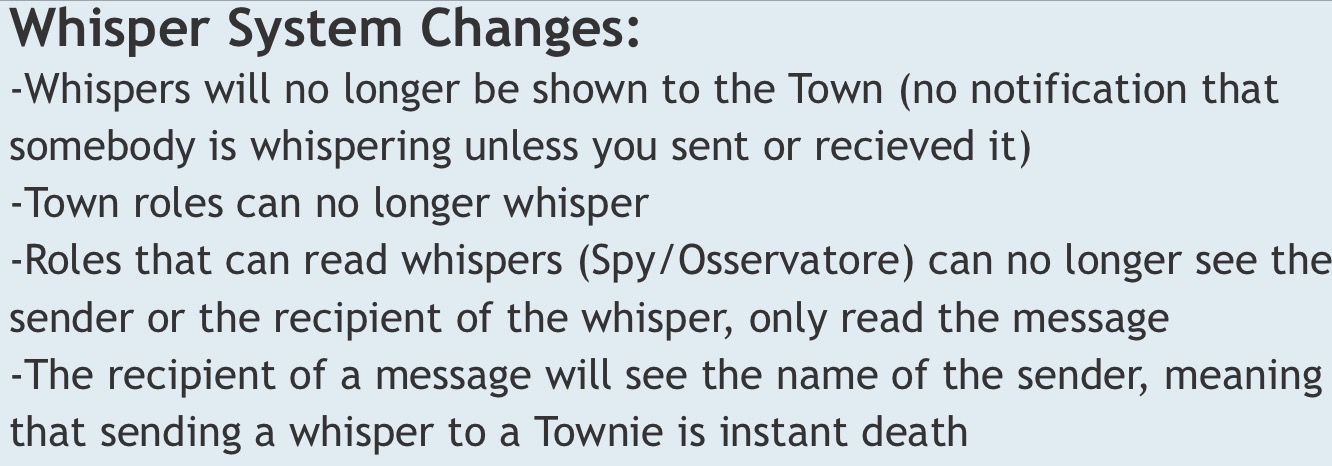 Whisper System Changes:
-Whispers will no longer be shown to the Town (no notification that
somebody is whispering unless you sent or recieved it)
-Town roles can no longer whisper
-Roles that can read whispers (Spy/Osservatore) can no longer see the
sender or the recipient of the whisper, only read the message
-The recipient of a message will see the name of the sender, meaning
that sending a whisper to a Townie is instant death